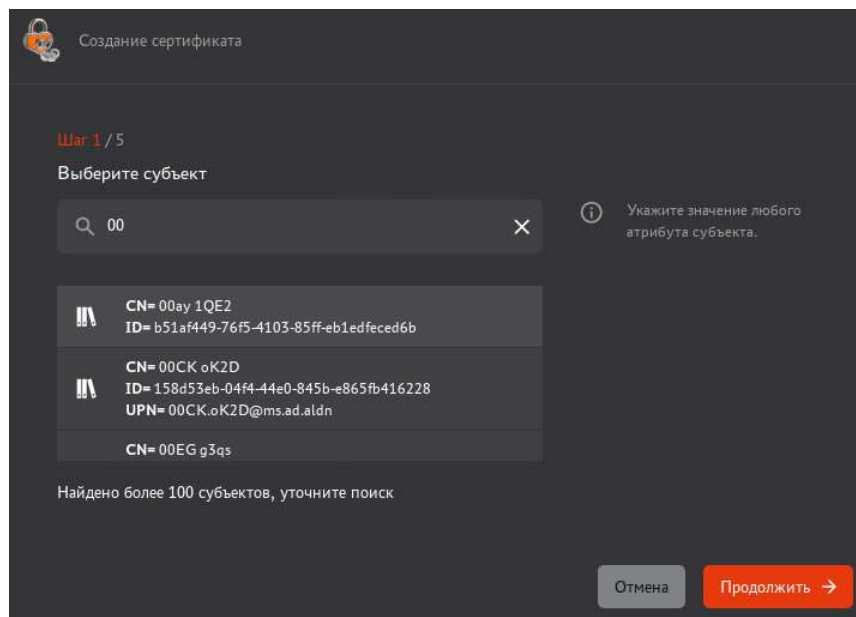 Создание сертификата
Шаг 1 / 5
Выберите субъект
00
Укажите значение любого
атрибута субъекта.
CN= 00ay 1QE2
ID= b51af449-76f5-4103-85ff-eb1edfeced6b
CN= 00CK oK2D
ID= 158d53eb-04f4-44e0-845b-e865fb416228
UPN= 00CK.oK2D@ms.ad.aldn
CN= 00EG g3qs
Найдено более 100 субъектов, уточните поиск
Отмена
Продолжить →